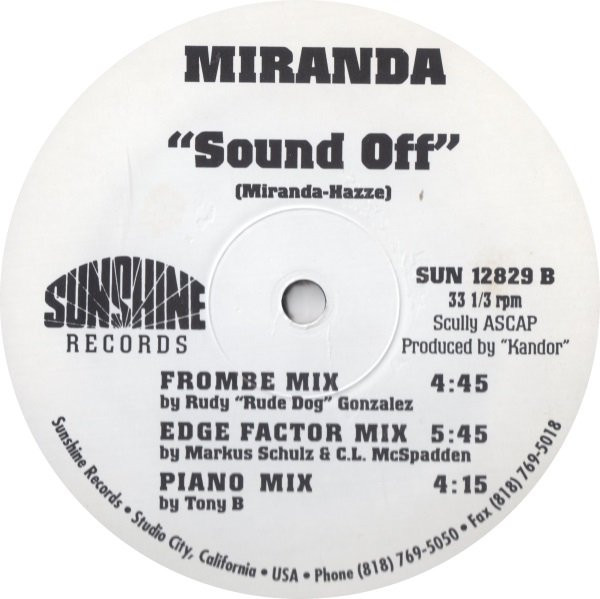 MIRANDA
"Sound Off"
(Miranda-Hazze)
SUNSHINE
RECORDS
SUN 12829 B
33 1/3 rpm
Scully ASCAP
Produced by "Kandor"
FROMBE MIX 4:45
by Rudy "Rude Dog" Gonzalez
EDGE FACTOR MIX 5:45
by Markus Schulz & C.L. McSpadden
PIANO MIX 4:15
by Tony B
Sunshine Records • Studio City, California • USA • Phone (818) 769-5050 • Fax (818) 769-5018